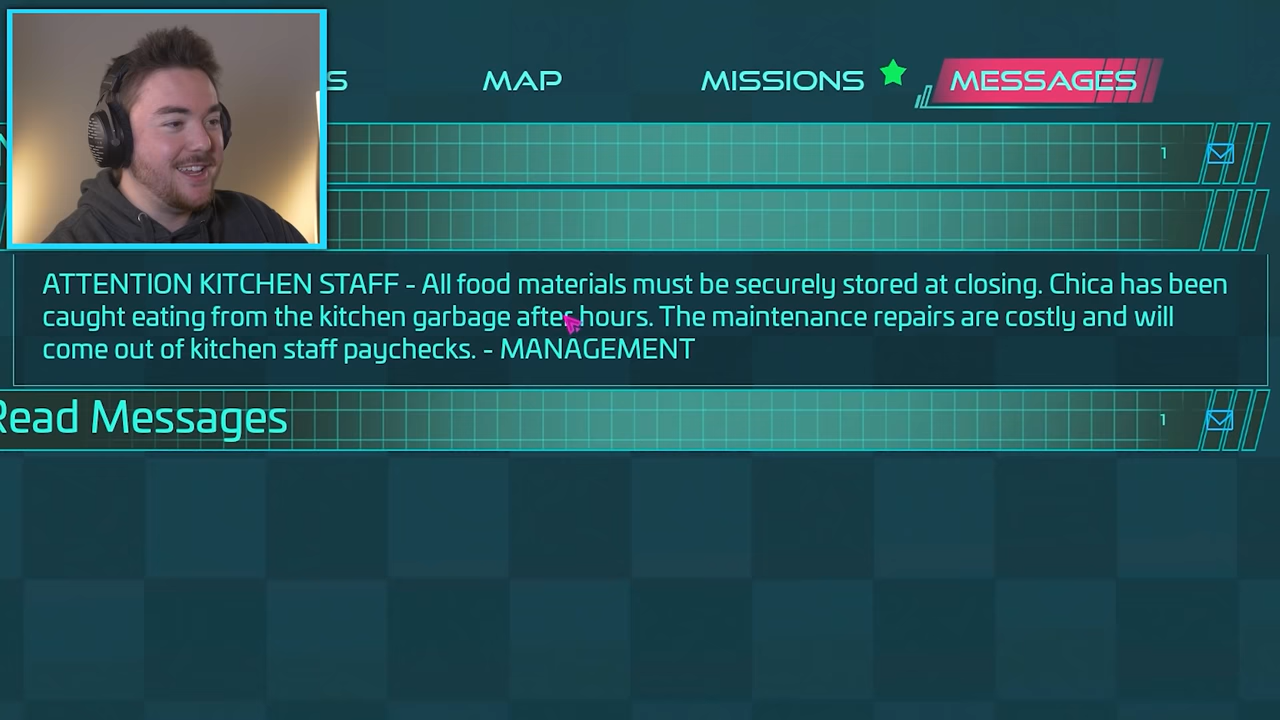 S MAP MISSIONS MESSAGES
1
ATTENTION KITCHEN STAFF - All food materials must be securely stored at closing. Chica has been
caught eating from the kitchen garbage after hours. The maintenance repairs are costly and will
come out of kitchen staff paychecks. - MANAGEMENT
Read Messages 1